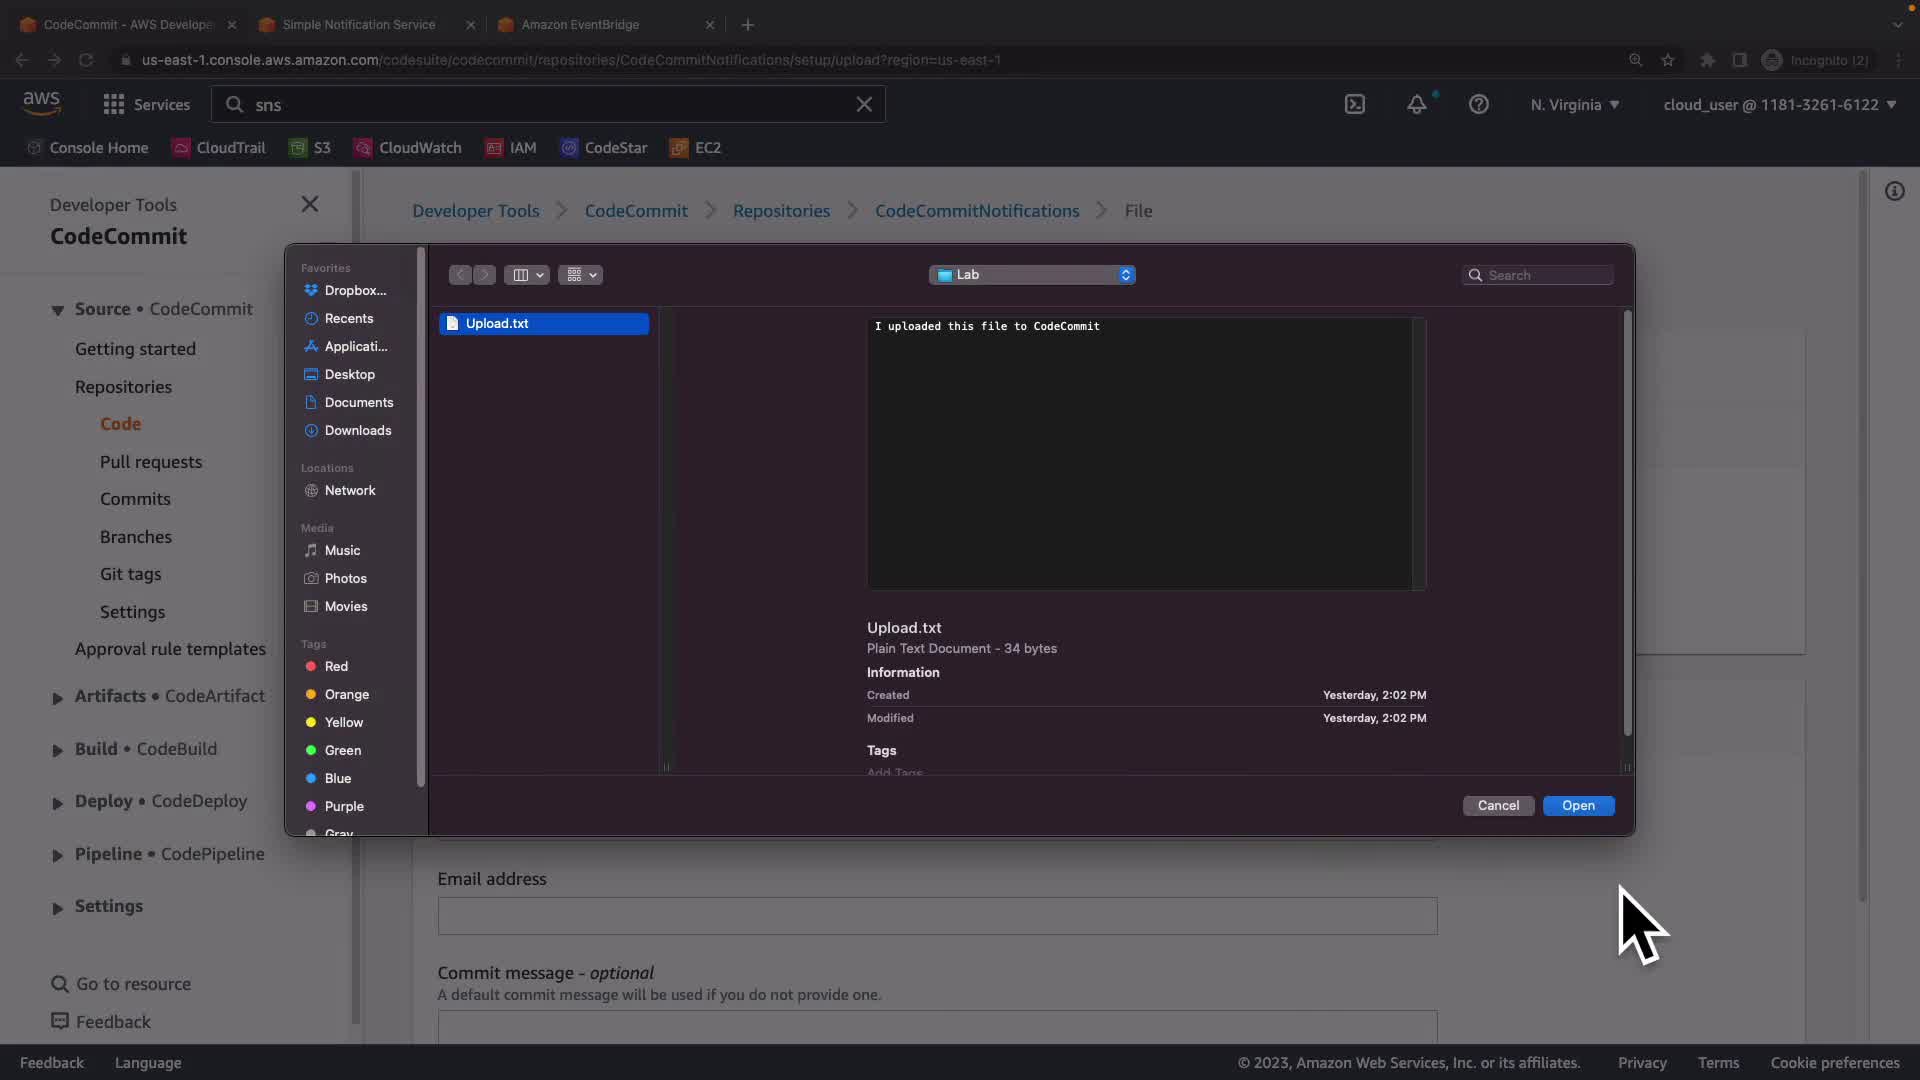 CodeCommit - AWS Develope
Simple Notification Service
Amazon EventBridge
us-east-1.console.aws.amazon.com/codesuite/codecommit/repositories/CodeCommitNotifications/setup/upload?region=us-east-1
Incognito (2)
aws
Services
sns
N. Virginia
cloud_user @ 1181-3261-6122
Console Home
CloudTrail
S3
CloudWatch
IAM
CodeStar
EC2
Developer Tools
CodeCommit
Source • CodeCommit
Getting started
Repositories
Code
Pull requests
Commits
Branches
Git tags
Settings
Approval rule templates
Artifacts • CodeArtifact
Build • CodeBuild
Deploy • CodeDeploy
Pipeline • CodePipeline
Settings
Go to resource
Feedback
Developer Tools
CodeCommit
Repositories
CodeCommitNotifications
File
Favorites
Dropbox...
Recents
Applicati...
Desktop
Documents
Downloads
Locations
Network
Media
Music
Photos
Movies
Tags
Red
Orange
Yellow
Green
Blue
Purple
Gray
Lab
Search
Upload.txt
I uploaded this file to CodeCommit
Upload.txt
Plain Text Document - 34 bytes
Information
Created
Yesterday, 2:02 PM
Modified
Yesterday, 2:02 PM
Tags
Add Tags
Cancel
Open
Email address
Commit message - optional
A default commit message will be used if you do not provide one.
Feedback
Language
© 2023, Amazon Web Services, Inc. or its affiliates.
Privacy
Terms
Cookie preferences